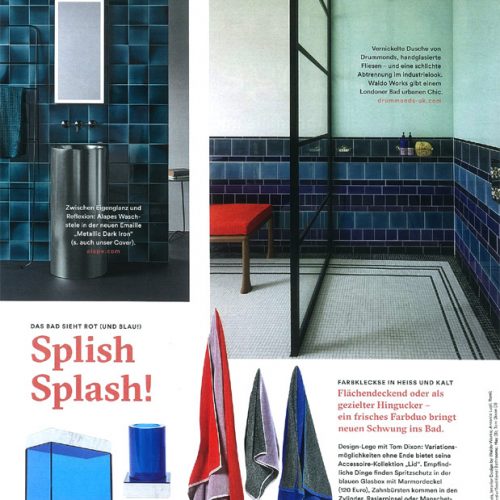 Vernickelte Dusche von
Drummonds, handglasierte
Fliesen – und eine schlichte
Abtrennung im Industrielook.
Waldo Works gibt einem
Londoner Bad urbanen Chic.
drummonds-uk.com
Zwischen Eigenglanz und
Reflexion: Alapes Wasch-
stele in der neuen Emaille
„Metallic Dark Iron“
(s. auch unser Cover).
alape.com
DAS BAD SIEHT ROT (UND BLAU!)
Splish
Splash!
FARBKLECKSE IN HEISS UND KALT
Flächendeckend oder als
gezielter Hingucker –
ein frisches Farbduo bringt
neuen Schwung ins Bad.
Design-Lego mit Tom Dixon: Variations-
möglichkeiten ohne Ende bietet seine
Accessoire-Kollektion „Lid“. Empfind-
liche Dinge finden Spritzschutz in der
blauen Glasbox mit Marmordeckel
(120 Euro), Zahnbürsten kommen in den